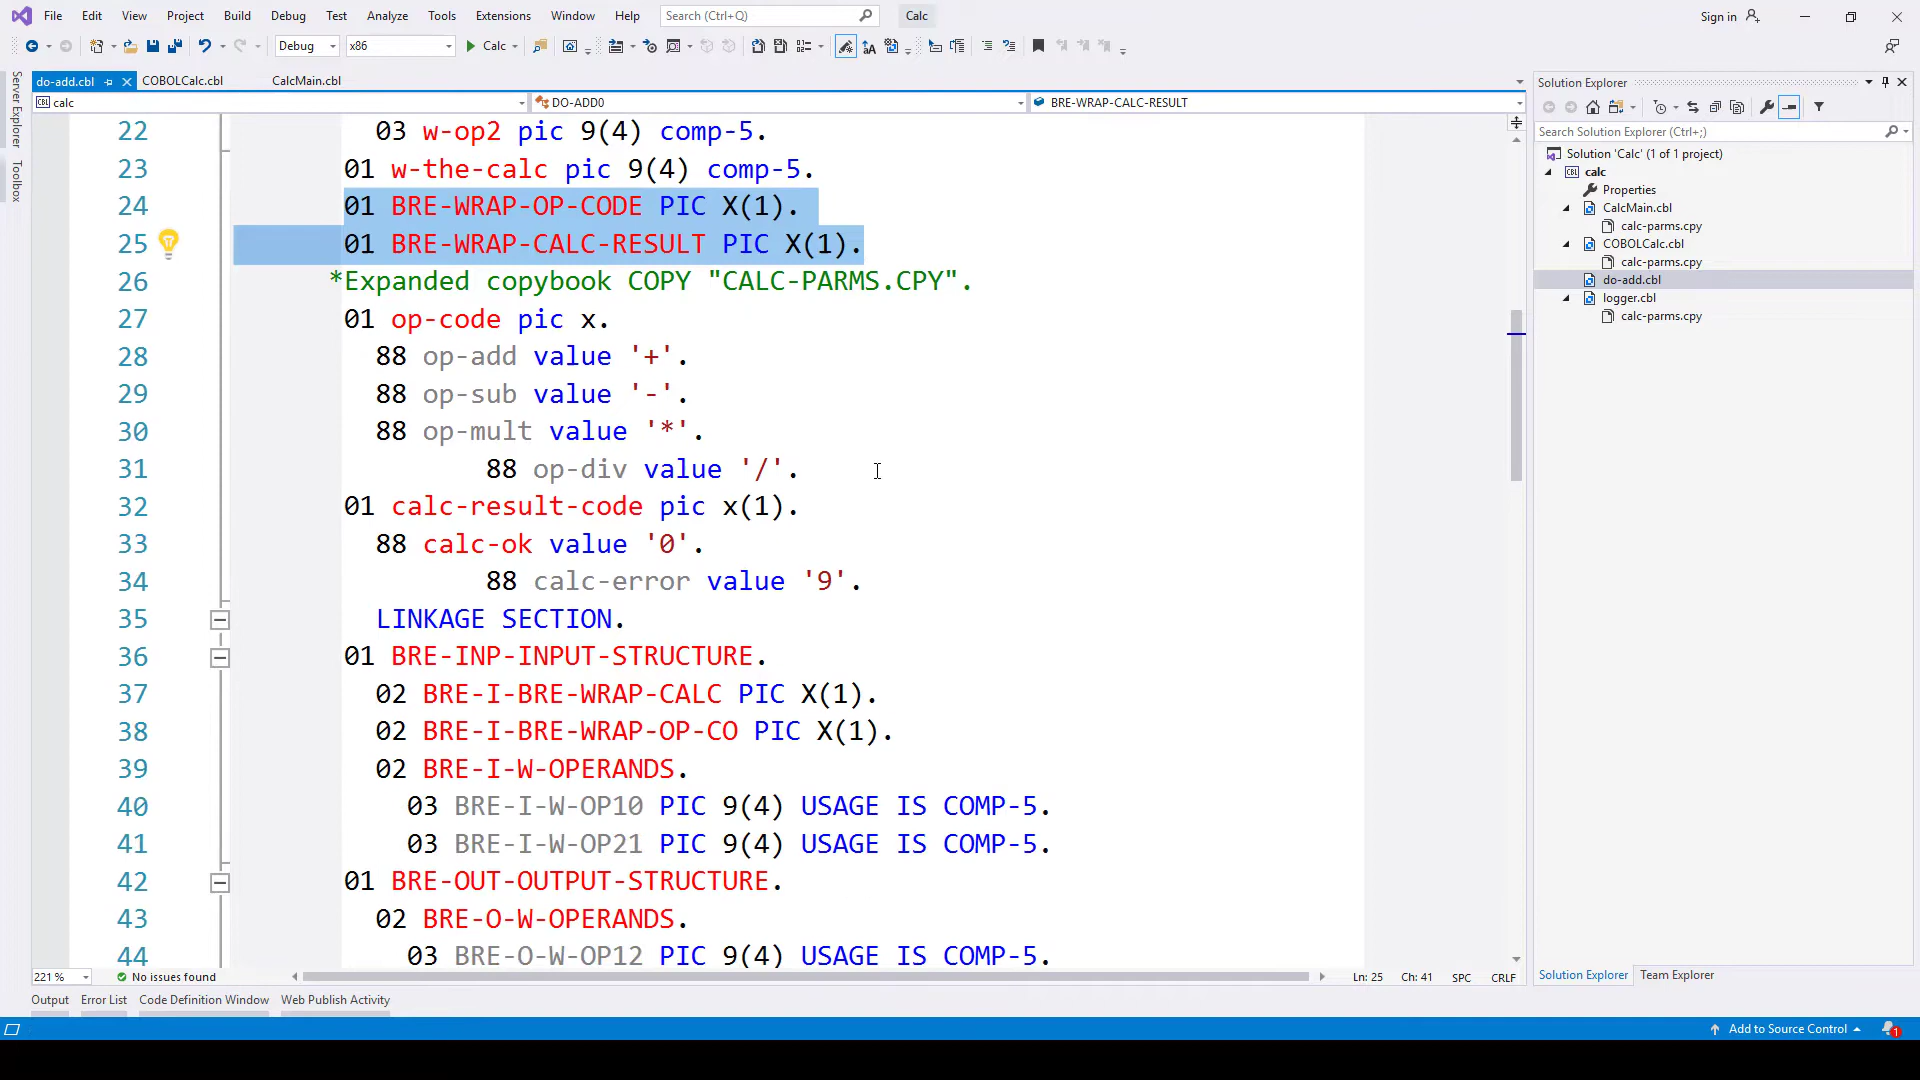 File Edit View Project Build Debug Test Analyze Tools Extensions Window Help Search (Ctrl+Q) Calc Sign in
Debug x86 Calc
do-add.cbl COBOLCalc.cbl CalcMain.cbl
calc DO-ADD0 BRE-WRAP-CALC-RESULT
Server Explorer
Toolbox
22 03 w-op2 pic 9(4) comp-5.
23 01 w-the-calc pic 9(4) comp-5.
24 01 BRE-WRAP-OP-CODE PIC X(1).
25 01 BRE-WRAP-CALC-RESULT PIC X(1).
26 *Expanded copybook COPY "CALC-PARMS.CPY".
27 01 op-code pic x.
28 88 op-add value '+'.
29 88 op-sub value '-'.
30 88 op-mult value '*'.
31 88 op-div value '/'.
32 01 calc-result-code pic x(1).
33 88 calc-ok value '0'.
34 88 calc-error value '9'.
35 LINKAGE SECTION.
36 01 BRE-INP-INPUT-STRUCTURE.
37 02 BRE-I-BRE-WRAP-CALC PIC X(1).
38 02 BRE-I-BRE-WRAP-OP-CO PIC X(1).
39 02 BRE-I-W-OPERANDS.
40 03 BRE-I-W-OP10 PIC 9(4) USAGE IS COMP-5.
41 03 BRE-I-W-OP21 PIC 9(4) USAGE IS COMP-5.
42 01 BRE-OUT-OUTPUT-STRUCTURE.
43 02 BRE-O-W-OPERANDS.
44 03 BRE-O-W-OP12 PIC 9(4) USAGE IS COMP-5.
221 % No issues found Ln: 25 Ch: 41 SPC CRLF
Solution Explorer
Search Solution Explorer (Ctrl+;)
Solution 'Calc' (1 of 1 project)
calc
Properties
CalcMain.cbl
calc-parms.cpy
COBOLCalc.cbl
calc-parms.cpy
do-add.cbl
logger.cbl
calc-parms.cpy
Solution Explorer Team Explorer
Output Error List Code Definition Window Web Publish Activity
Add to Source Control 1